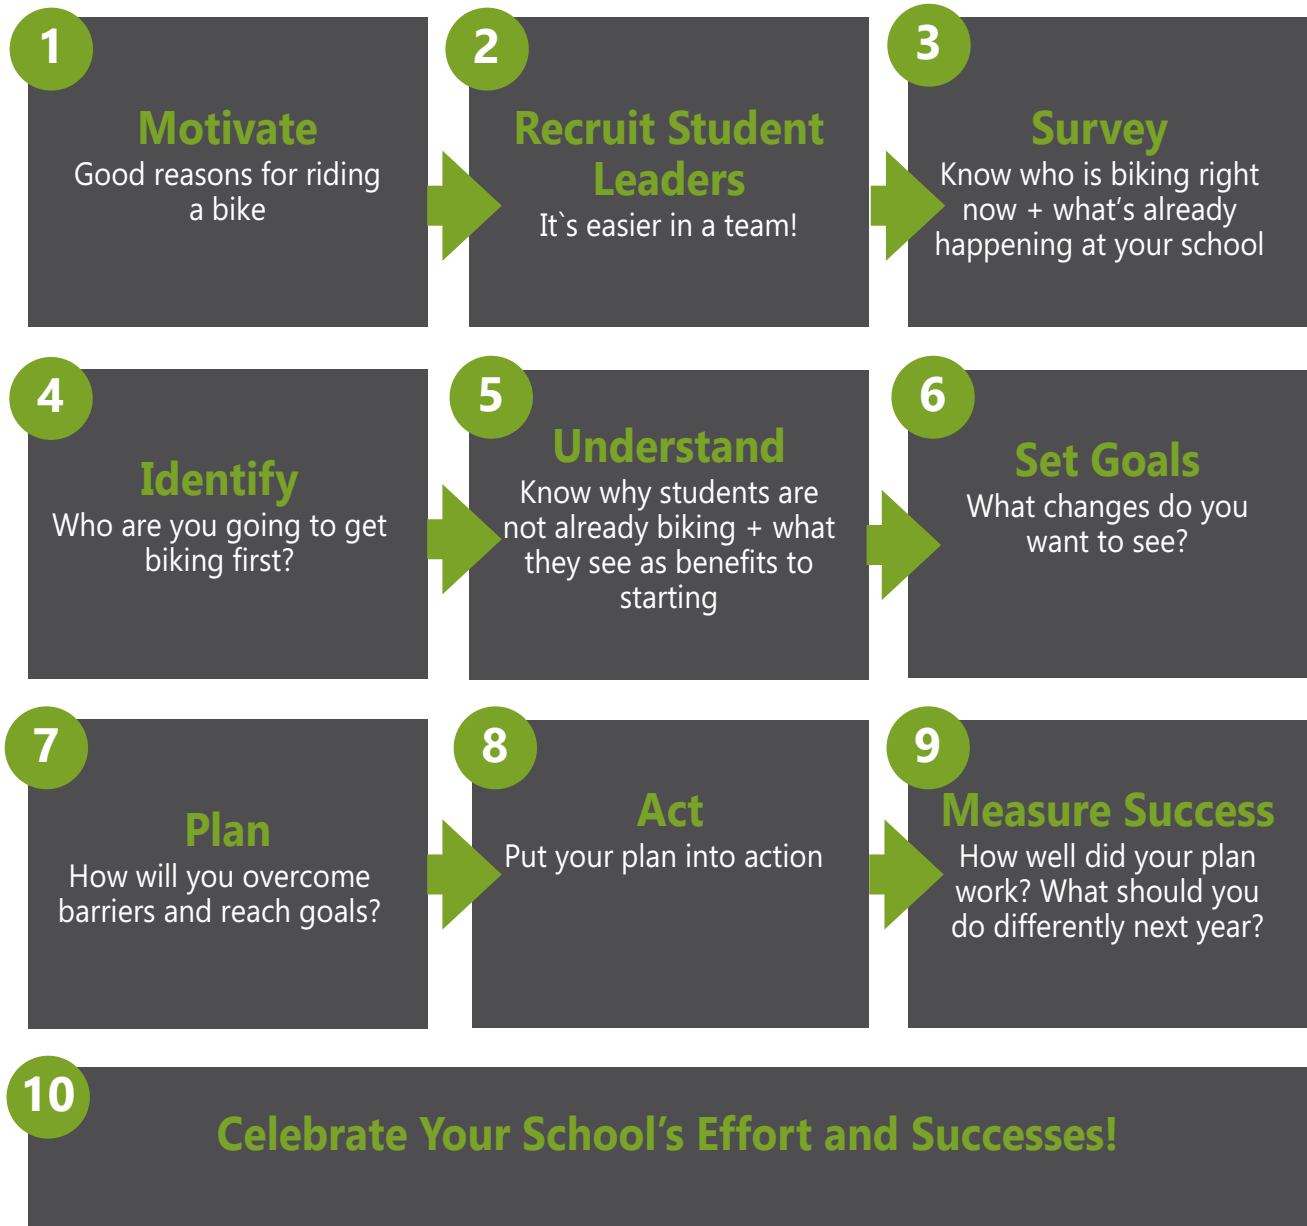 1
Motivate
Good reasons for riding
a bike
2
Recruit Student
Leaders
It`s easier in a team!
3
Survey
Know who is biking right
now + what’s already
happening at your school
4
Identify
Who are you going to get
biking first?
5
Understand
Know why students are
not already biking + what
they see as benefits to
starting
6
Set Goals
What changes do you
want to see?
7
Plan
How will you overcome
barriers and reach goals?
8
Act
Put your plan into action
9
Measure Success
How well did your plan
work? What should you
do differently next year?
10
Celebrate Your School’s Effort and Successes!